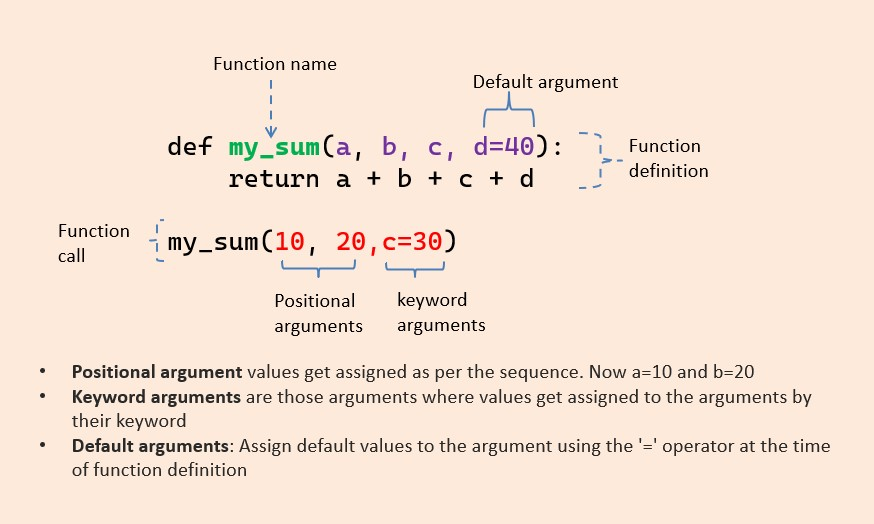 Function name
Default argument
def my_sum(a, b, c, d=40):
return a + b + c + d
Function
definition
Function
call
my_sum(10, 20,c=30)
Positional
arguments
keyword
arguments
• Positional argument values get assigned as per the sequence. Now a=10 and b=20
• Keyword arguments are those arguments where values get assigned to the arguments by
their keyword
• Default arguments: Assign default values to the argument using the '=' operator at the time
of function definition